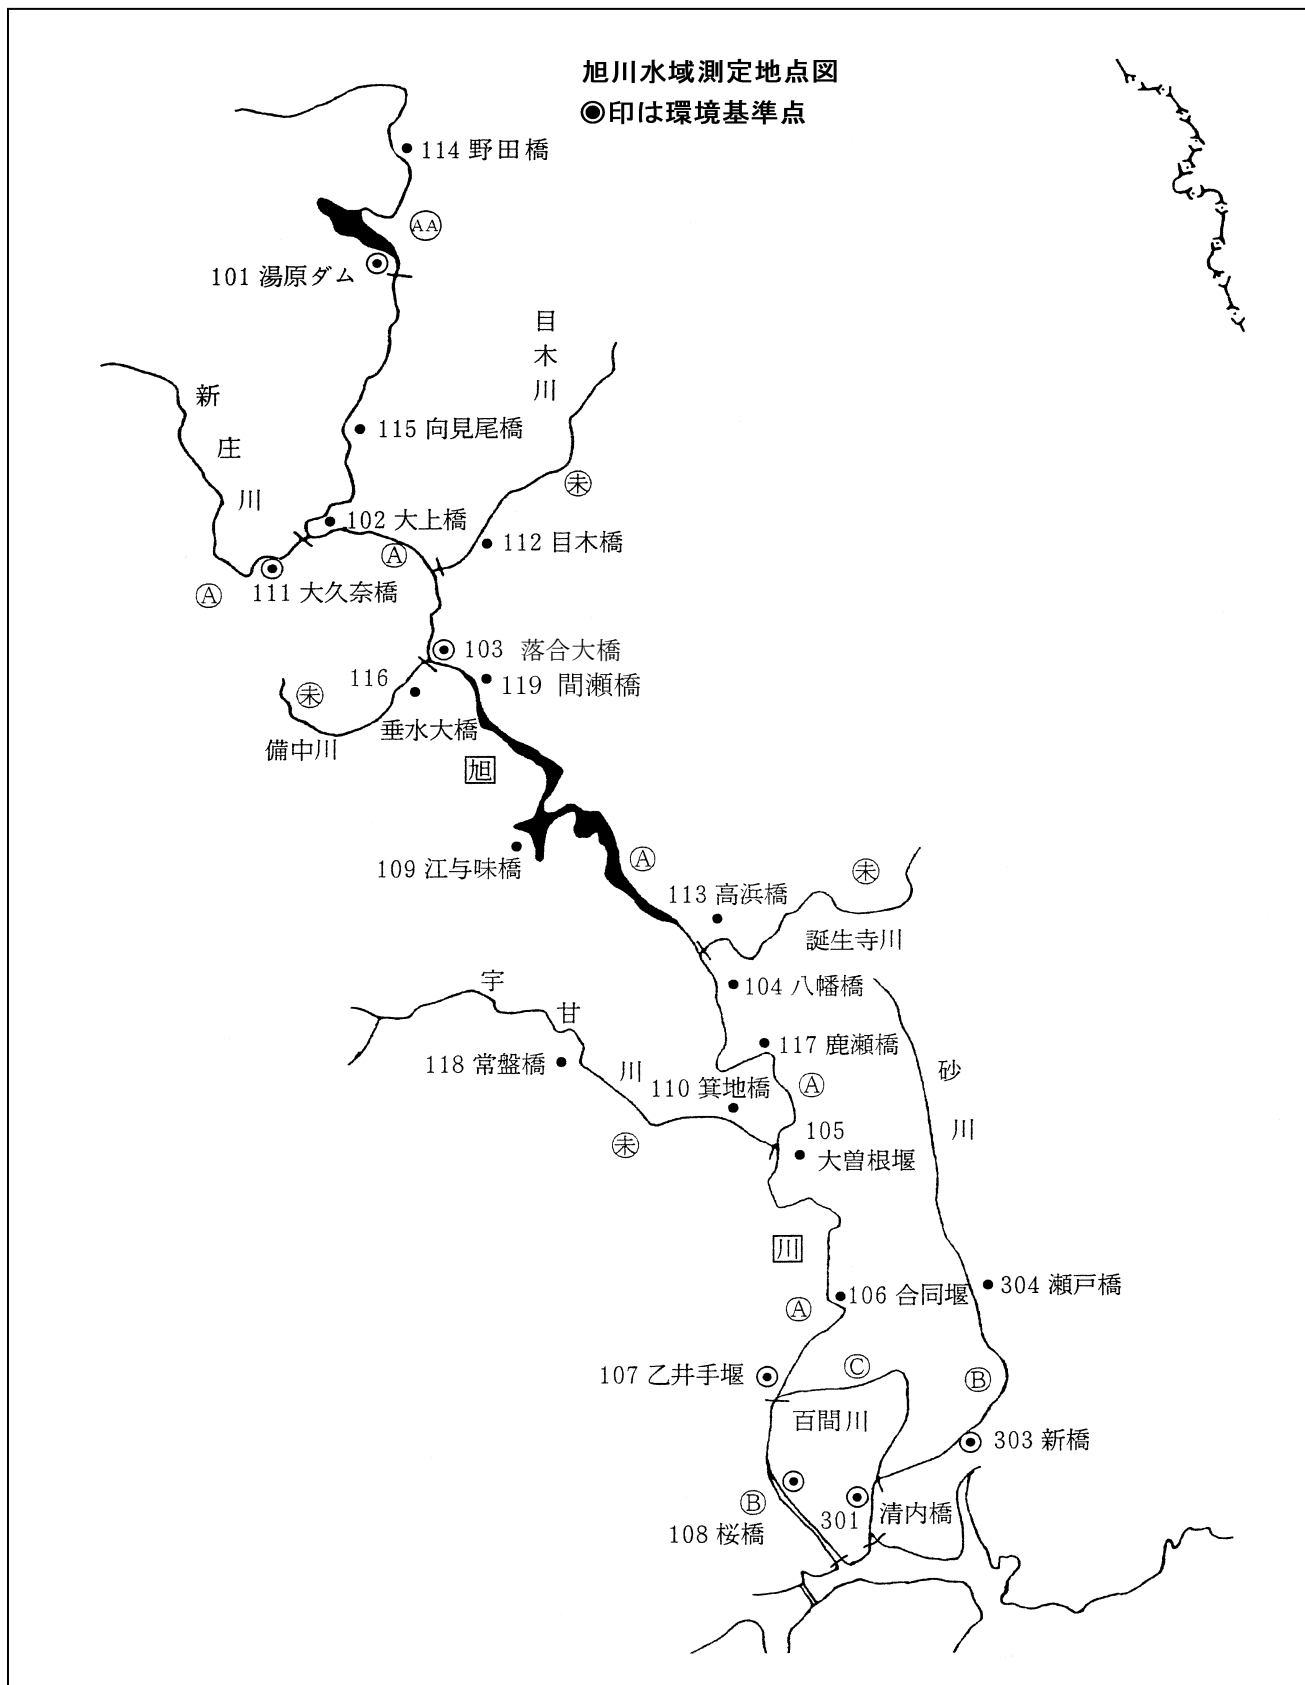 旭川水域測定地点図
◉印は環境基準点
114 野田橋
AA
101 湯原ダム
目木川
新庄川
115 向見尾橋
未
102 大上橋
A
112 目木橋
111 大久奈橋
A
103 落合大橋
116
垂水大橋
119 間瀬橋
未
備中川
旭
109 江与味橋
A
113 高浜橋
未
誕生寺川
104 八幡橋
宇甘川
118 常盤橋
117 鹿瀬橋
砂川
110 箕地橋
A
未
105
大曽根堰
川
106 合同堰
304 瀬戸橋
A
107 乙井手堰
C
B
百間川
303 新橋
B
108 桜橋
301
清内橋